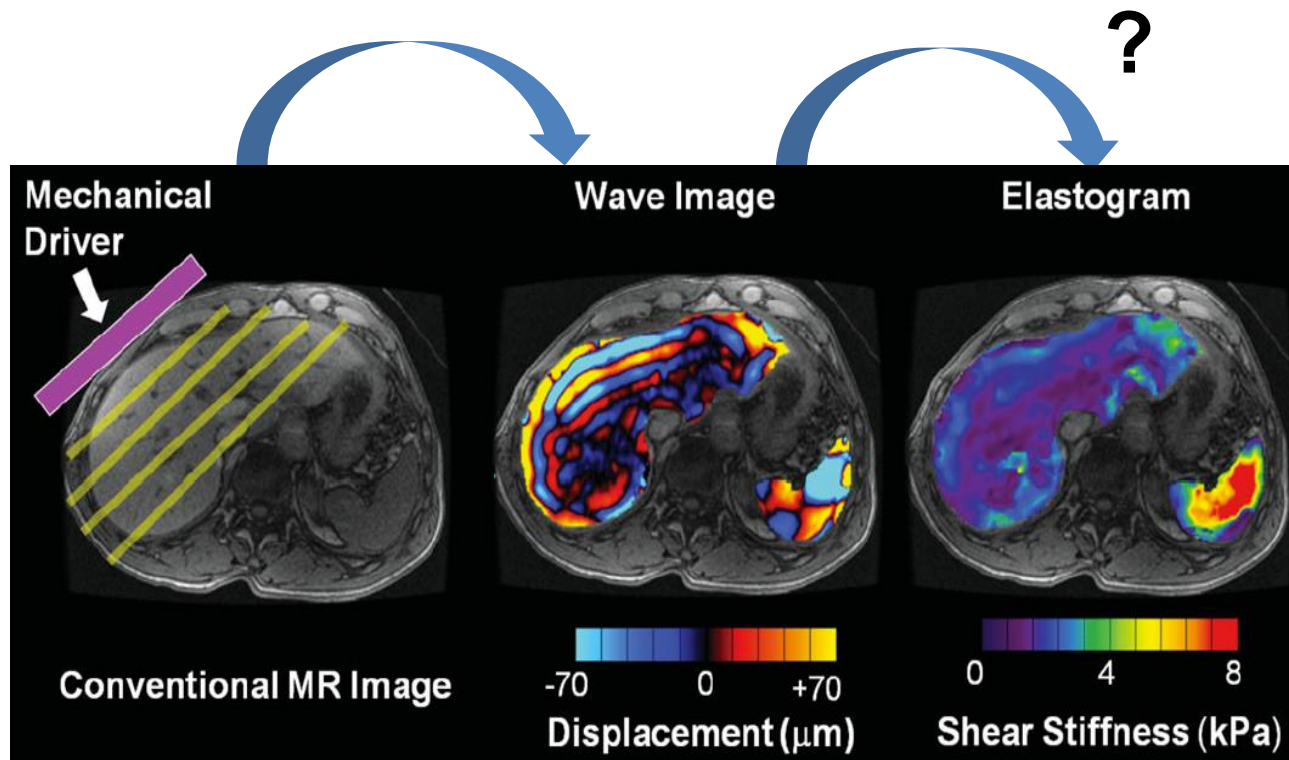 ?
Mechanical
Driver
Wave Image
Elastogram
Conventional MR Image
-70
0
+70
Displacement (μm)
0
4
8
Shear Stiffness (kPa)